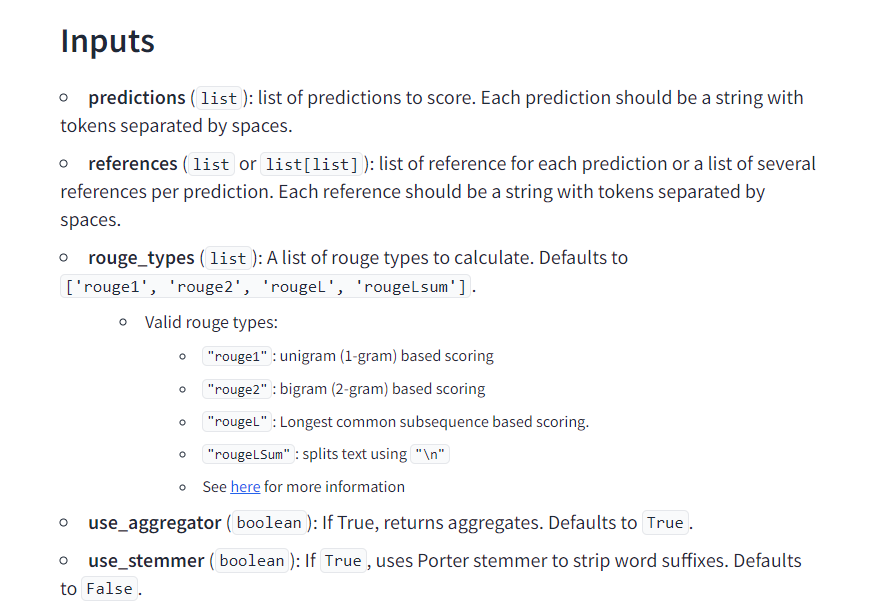 Inputs
predictions (list): list of predictions to score. Each prediction should be a string with
tokens separated by spaces.
references (list or list[list]): list of reference for each prediction or a list of several
references per prediction. Each reference should be a string with tokens separated by
spaces.
rouge_types (list): A list of rouge types to calculate. Defaults to
['rouge1', 'rouge2', 'rougeL', 'rougeLsum'].
Valid rouge types:
"rouge1": unigram (1-gram) based scoring
"rouge2": bigram (2-gram) based scoring
"rougeL": Longest common subsequence based scoring.
"rougeLSum": splits text using "\n"
See here for more information
use_aggregator (boolean): If True, returns aggregates. Defaults to True.
use_stemmer (boolean): If True, uses Porter stemmer to strip word suffixes. Defaults
to False.